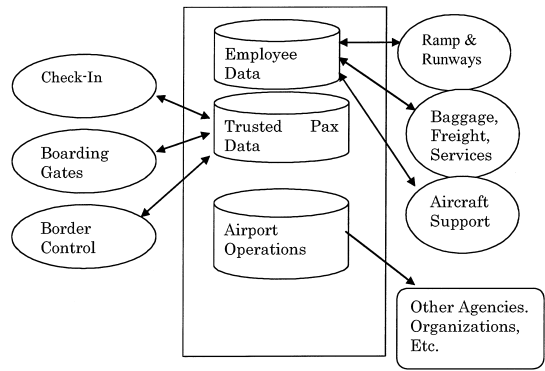 Check-In
Boarding
Gates
Border
Control
Employee
Data
Trusted Pax
Data
Airport
Operations
Ramp &
Runways
Baggage,
Freight,
Services
Aircraft
Support
Other Agencies.
Organizations,
Etc.